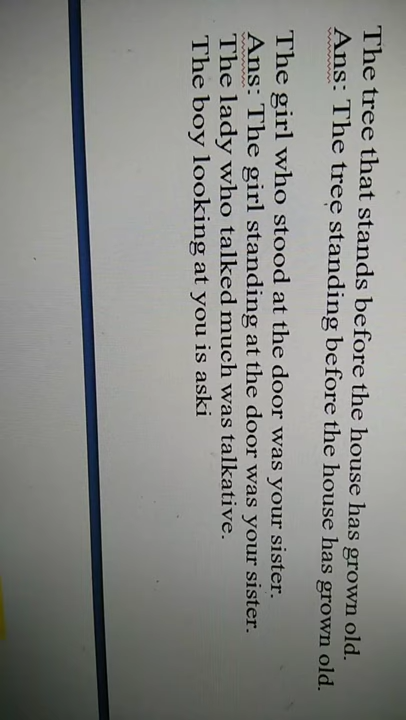 The tree that stands before the house has grown old.
Ans: The tree standing before the house has grown old.
The girl who stood at the door was your sister.
Ans: The girl standing at the door was your sister.
The lady who talked much was talkative.
The boy looking at you is aski